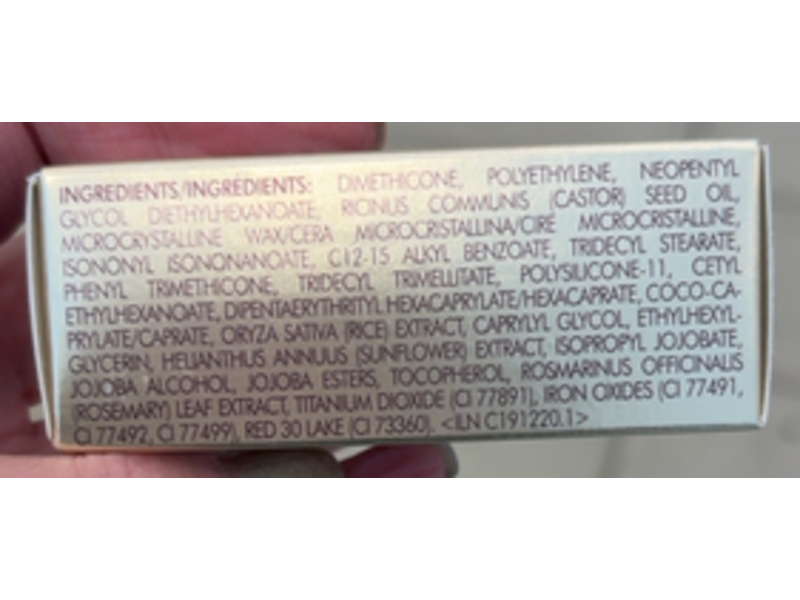 INGREDIENTS/INGRÉDIENTS: DIMETHICONE, POLYETHYLENE, NEOPENTYL
GLYCOL DIETHYLHEXANOATE, RICINUS COMMUNIS (CASTOR) SEED OIL,
MICROCRYSTALLINE WAX/CERA MICROCRISTALLINA/CIRE MICROCRISTALLINE,
ISONONYL ISONONANOATE, C12-15 ALKYL BENZOATE, TRIDECYL STEARATE,
PHENYL TRIMETHICONE, TRIDECYL TRIMELLITATE, POLYSILICONE-11, CETYL
ETHYLHEXANOATE, DIPENTAERYTHRITYL HEXACAPRYLATE/HEXACAPRATE, COCO-CA-
PRYLATE/CAPRATE, ORYZA SATIVA (RICE) EXTRACT, CAPRYLYL GLYCOL, ETHYLHEXYL-
GLYCERIN, HELIANTHUS ANNUUS (SUNFLOWER) EXTRACT, ISOPROPYL JOJOBATE,
JOJOBA ALCOHOL, JOJOBA ESTERS, TOCOPHEROL, ROSMARINUS OFFICINALIS
(ROSEMARY) LEAF EXTRACT, TITANIUM DIOXIDE (CI 77891), IRON OXIDES (CI 77491,
CI 77492, CI 77499), RED 30 LAKE (CI 73360). <ILN C191220.1>